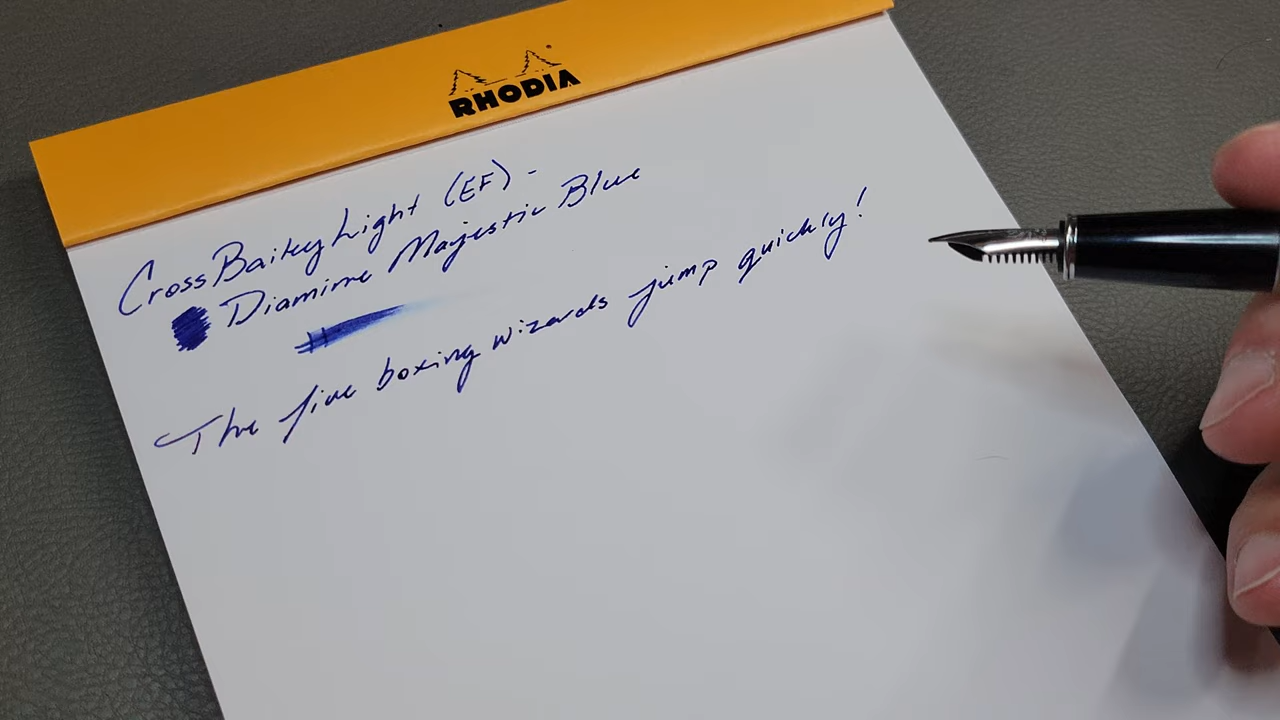 RHODIA
Cross Bailey Light (EF) -
Diamine Majestic Blue
The five boxing wizards jump quickly!